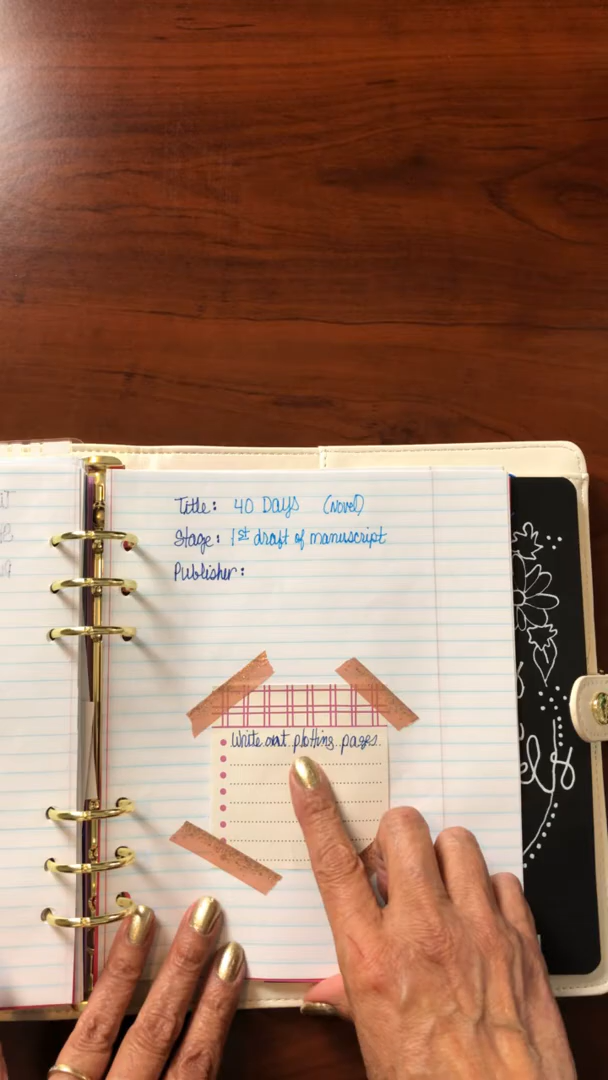 Title: 40 Days (Novel)
Stage: 1st draft of manuscript
Publisher:
Write out plotting pages.